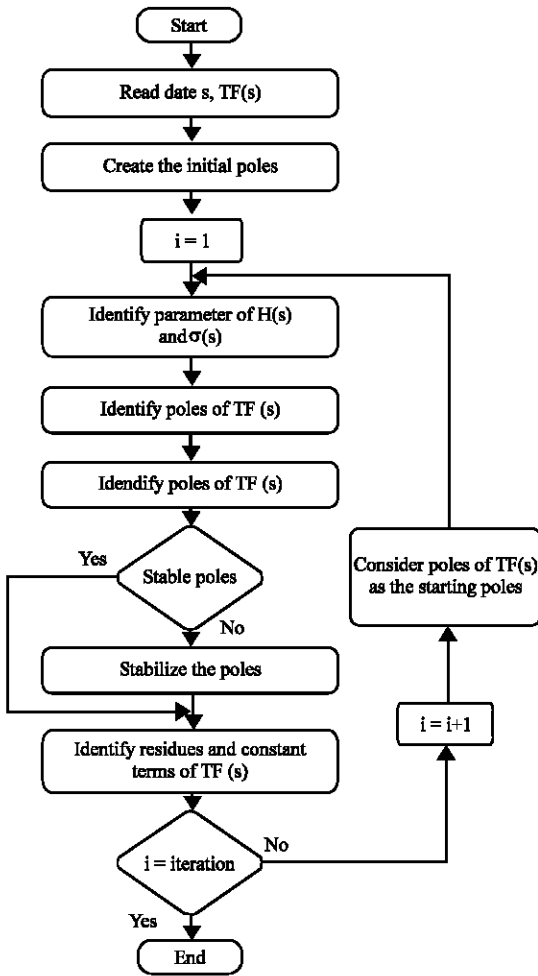 Start
Read date s, TF(s)
Create the initial poles
i = 1
Identify parameter of H(s)
and σ(s)
Identify poles of TF (s)
Idendify poles of TF (s)
Yes
Stable poles
No
Stabilize the poles
Identify residues and constant
terms of TF (s)
i = iteration
No
Yes
End
i = i+1
Consider poles of TF(s)
as the starting poles